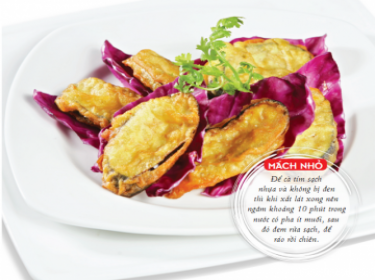 MÁCH NHỎ
Để cà tím sạch
nhựa và không bị đen
thì khi xắt lát xong nên
ngâm khoảng 10 phút trong
nước có pha ít muối, sau
đó đem rửa sạch, để
ráo rồi chiên.